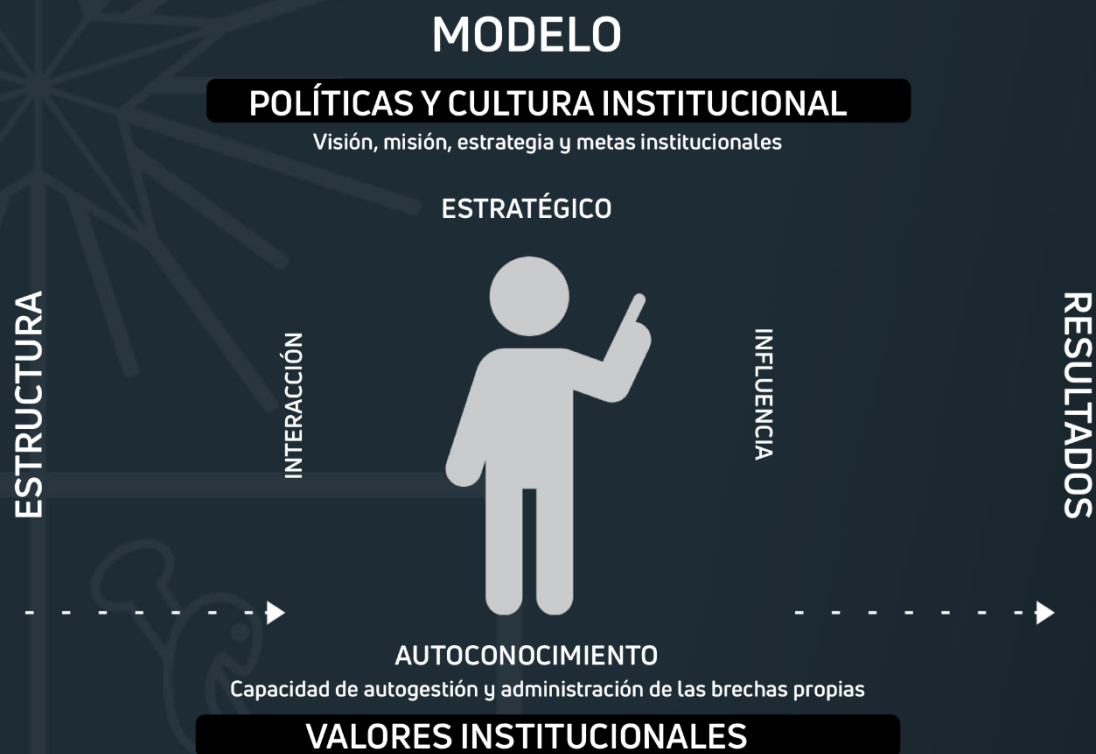 MODELO
POLÍTICAS Y CULTURA INSTITUCIONAL
Visión, misión, estrategia y metas institucionales
ESTRATÉGICO
ESTRUCTURA
INTERACCIÓN
INFLUENCIA
RESULTADOS
AUTOCONOCIMIENTO
Capacidad de autogestión y administración de las brechas propias
VALORES INSTITUCIONALES